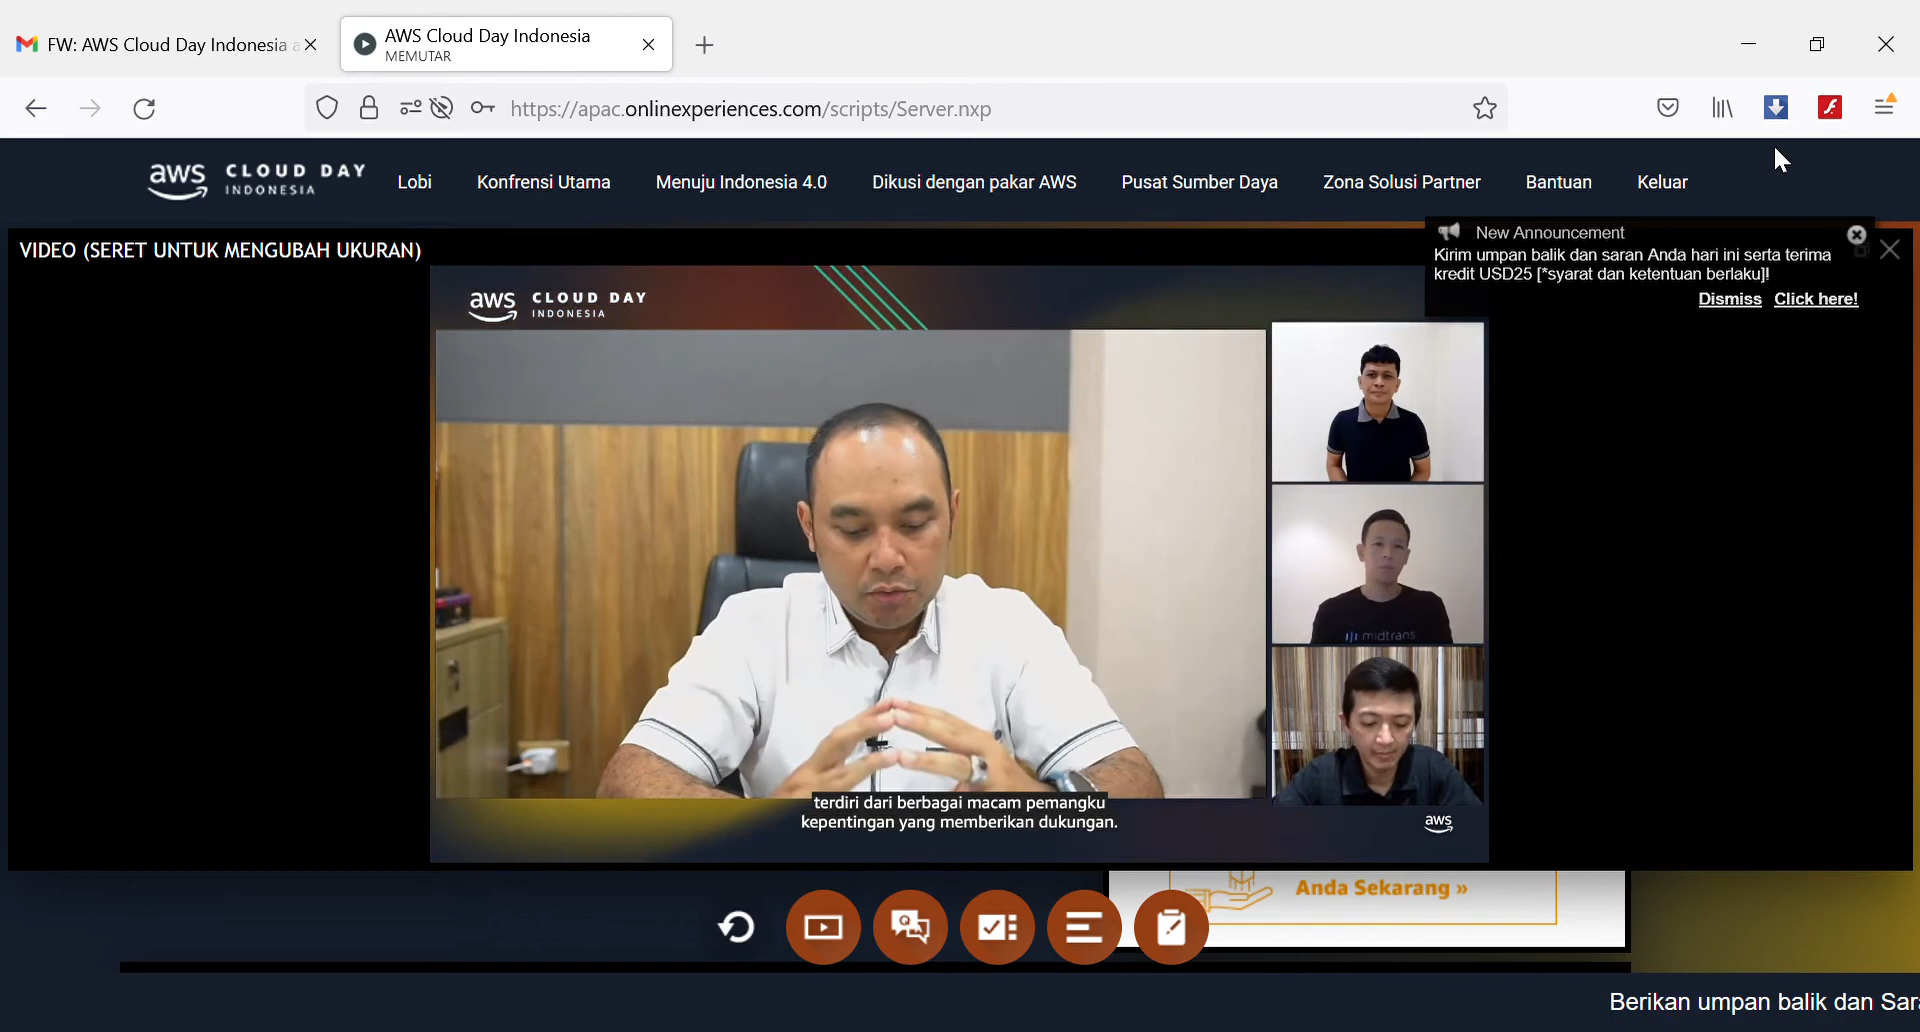 FW: AWS Cloud Day Indonesia a
AWS Cloud Day Indonesia
MEMUTAR
https://apac.onlinexperiences.com/scripts/Server.nxp
aws CLOUD DAY
INDONESIA
Lobi
Konfrensi Utama
Menuju Indonesia 4.0
Dikusi dengan pakar AWS
Pusat Sumber Daya
Zona Solusi Partner
Bantuan
Keluar
VIDEO (SERET UNTUK MENGUBAH UKURAN)
New Announcement
Kirim umpan balik dan saran Anda hari ini serta terima
kredit USD25 [*syarat dan ketentuan berlaku]!
Dismiss Click here!
aws CLOUD DAY
INDONESIA
midtrans
terdiri dari berbagai macam pemangku
kepentingan yang memberikan dukungan.
aws
Anda Sekarang »
Q A
Berikan umpan balik dan Sar